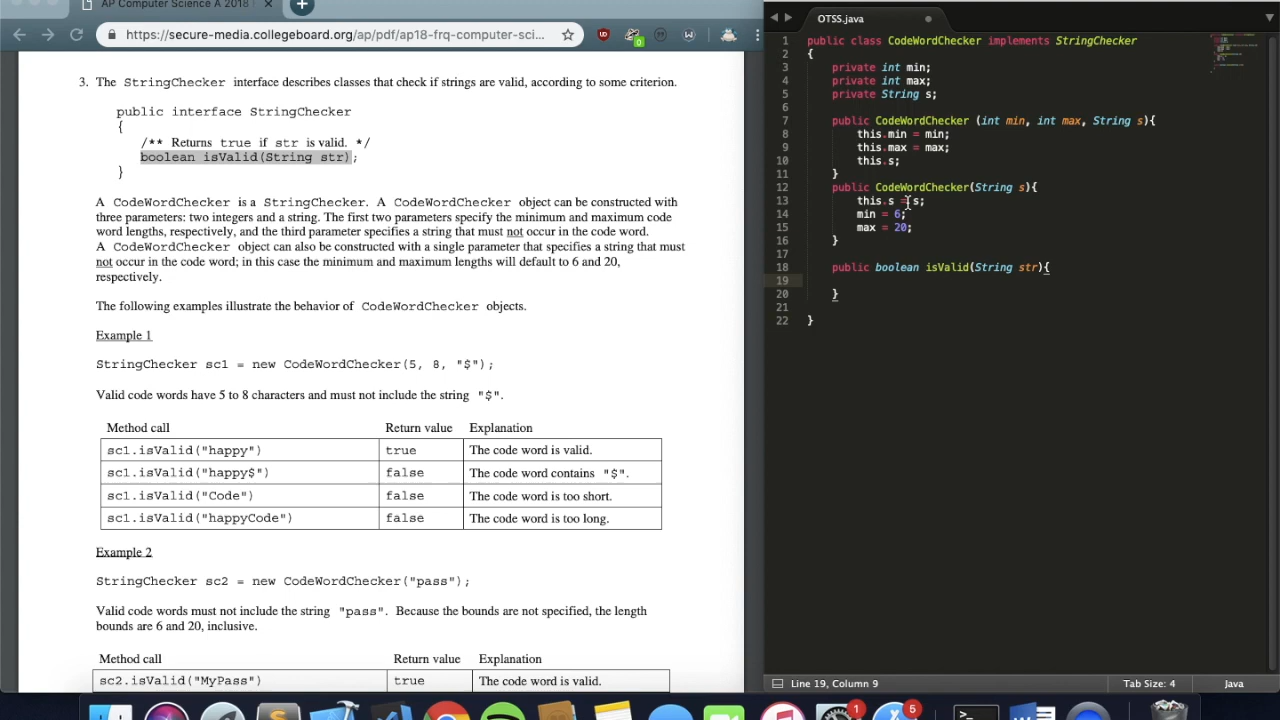 AP Computer Science A 2018
https://secure-media.collegeboard.org/ap/pdf/ap18-frq-computer-sci...
3. The StringChecker interface describes classes that check if strings are valid, according to some criterion.
public interface StringChecker
{
/** Returns true if str is valid. */
boolean isValid(String str);
}
A CodeWordChecker is a StringChecker. A CodeWordChecker object can be constructed with
three parameters: two integers and a string. The first two parameters specify the minimum and maximum code
word lengths, respectively, and the third parameter specifies a string that must not occur in the code word.
A CodeWordChecker object can also be constructed with a single parameter that specifies a string that must
not occur in the code word; in this case the minimum and maximum lengths will default to 6 and 20,
respectively.
The following examples illustrate the behavior of CodeWordChecker objects.
Example 1
StringChecker sc1 = new CodeWordChecker(5, 8, "$");
Valid code words have 5 to 8 characters and must not include the string "$".
Method call Return value Explanation
sc1.isValid("happy") true The code word is valid.
sc1.isValid("happy$") false The code word contains "$".
sc1.isValid("Code") false The code word is too short.
sc1.isValid("happyCode") false The code word is too long.
Example 2
StringChecker sc2 = new CodeWordChecker("pass");
Valid code words must not include the string "pass". Because the bounds are not specified, the length
bounds are 6 and 20, inclusive.
Method call Return value Explanation
sc2.isValid("MyPass") true The code word is valid.
OTSS.java
1 public class CodeWordChecker implements StringChecker
2 {
3 private int min;
4 private int max;
5 private String s;
6
7 public CodeWordChecker (int min, int max, String s){
8 this.min = min;
9 this.max = max;
10 this.s;
11 }
12 public CodeWordChecker(String s){
13 this.s = s;
14 min = 6;
15 max = 20;
16 }
17
18 public boolean isValid(String str){
19
20 }
21
22 }
Line 19, Column 9 Tab Size: 4 Java
0
1
5